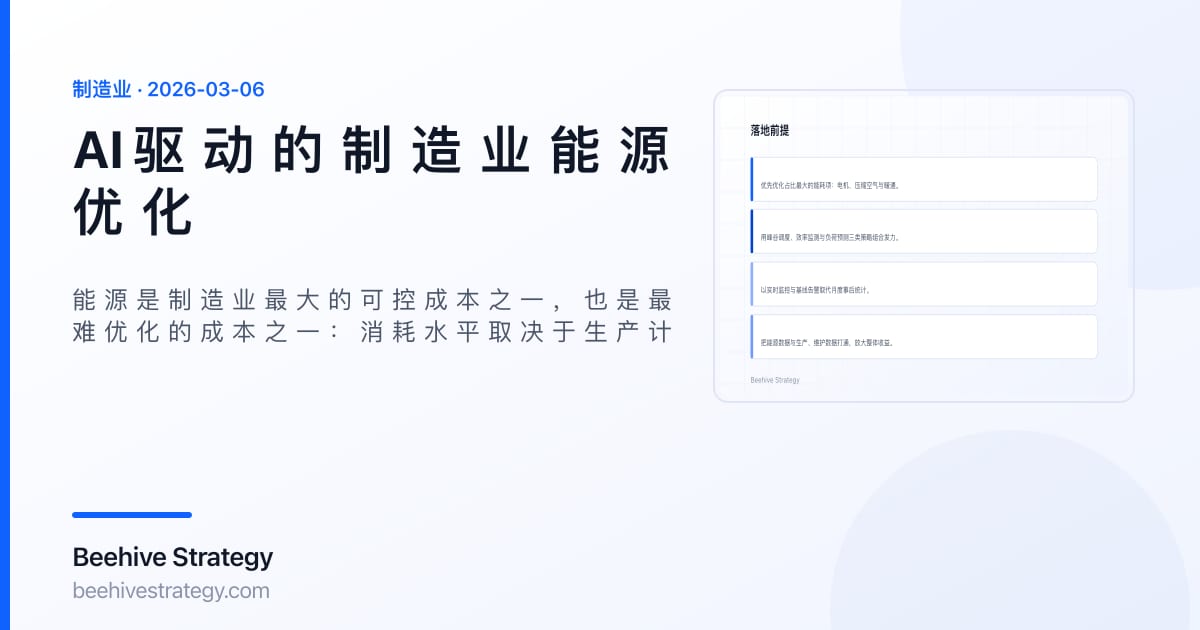 制造业 · 2026-03-06
AI驱动的制造业能源
优化
能源是制造业最大的可控成本之一，也是最
难优化的成本之一：消耗水平取决于生产计
落地前提
优先优化占比最大的能耗项：电机、压缩空气与暖通。
用峰谷调度、效率监测与负荷预测三类策略组合发力。
以实时监控与基线告警取代月度事后统计。
把能源数据与生产、维护数据打通，放大整体收益。
Beehive Strategy
Beehive Strategy
beehivestrategy.com